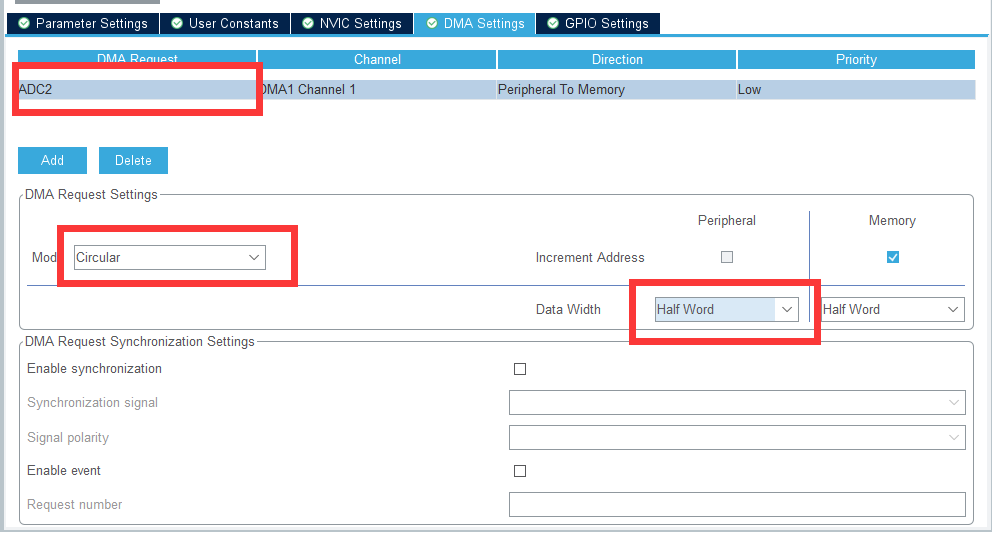 Parameter Settings User Constants NVIC Settings DMA Settings GPIO Settings
DMA Request Channel Direction Priority
ADC2 DMA1 Channel 1 Peripheral To Memory Low
Add Delete
DMA Request Settings
Peripheral Memory
Mod Circular Increment Address
Data Width Half Word Half Word
DMA Request Synchronization Settings
Enable synchronization
Synchronization signal
Signal polarity
Enable event
Request number